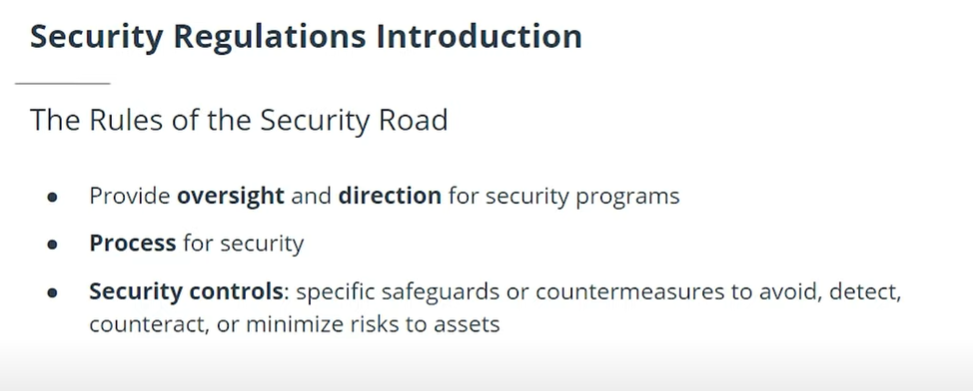 Security Regulations Introduction
The Rules of the Security Road
• Provide oversight and direction for security programs
• Process for security
• Security controls: specific safeguards or countermeasures to avoid, detect,
counteract, or minimize risks to assets